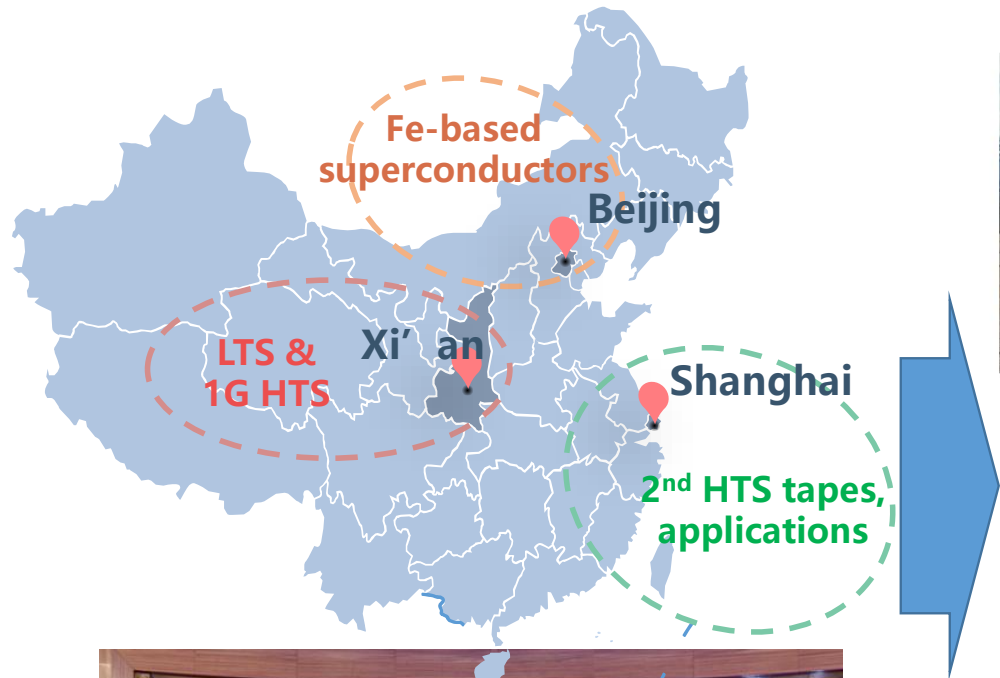 Fe-based
superconductors
Beijing
LTS &
1G HTS
Xi’ an
Shanghai
2nd HTS tapes,
applications